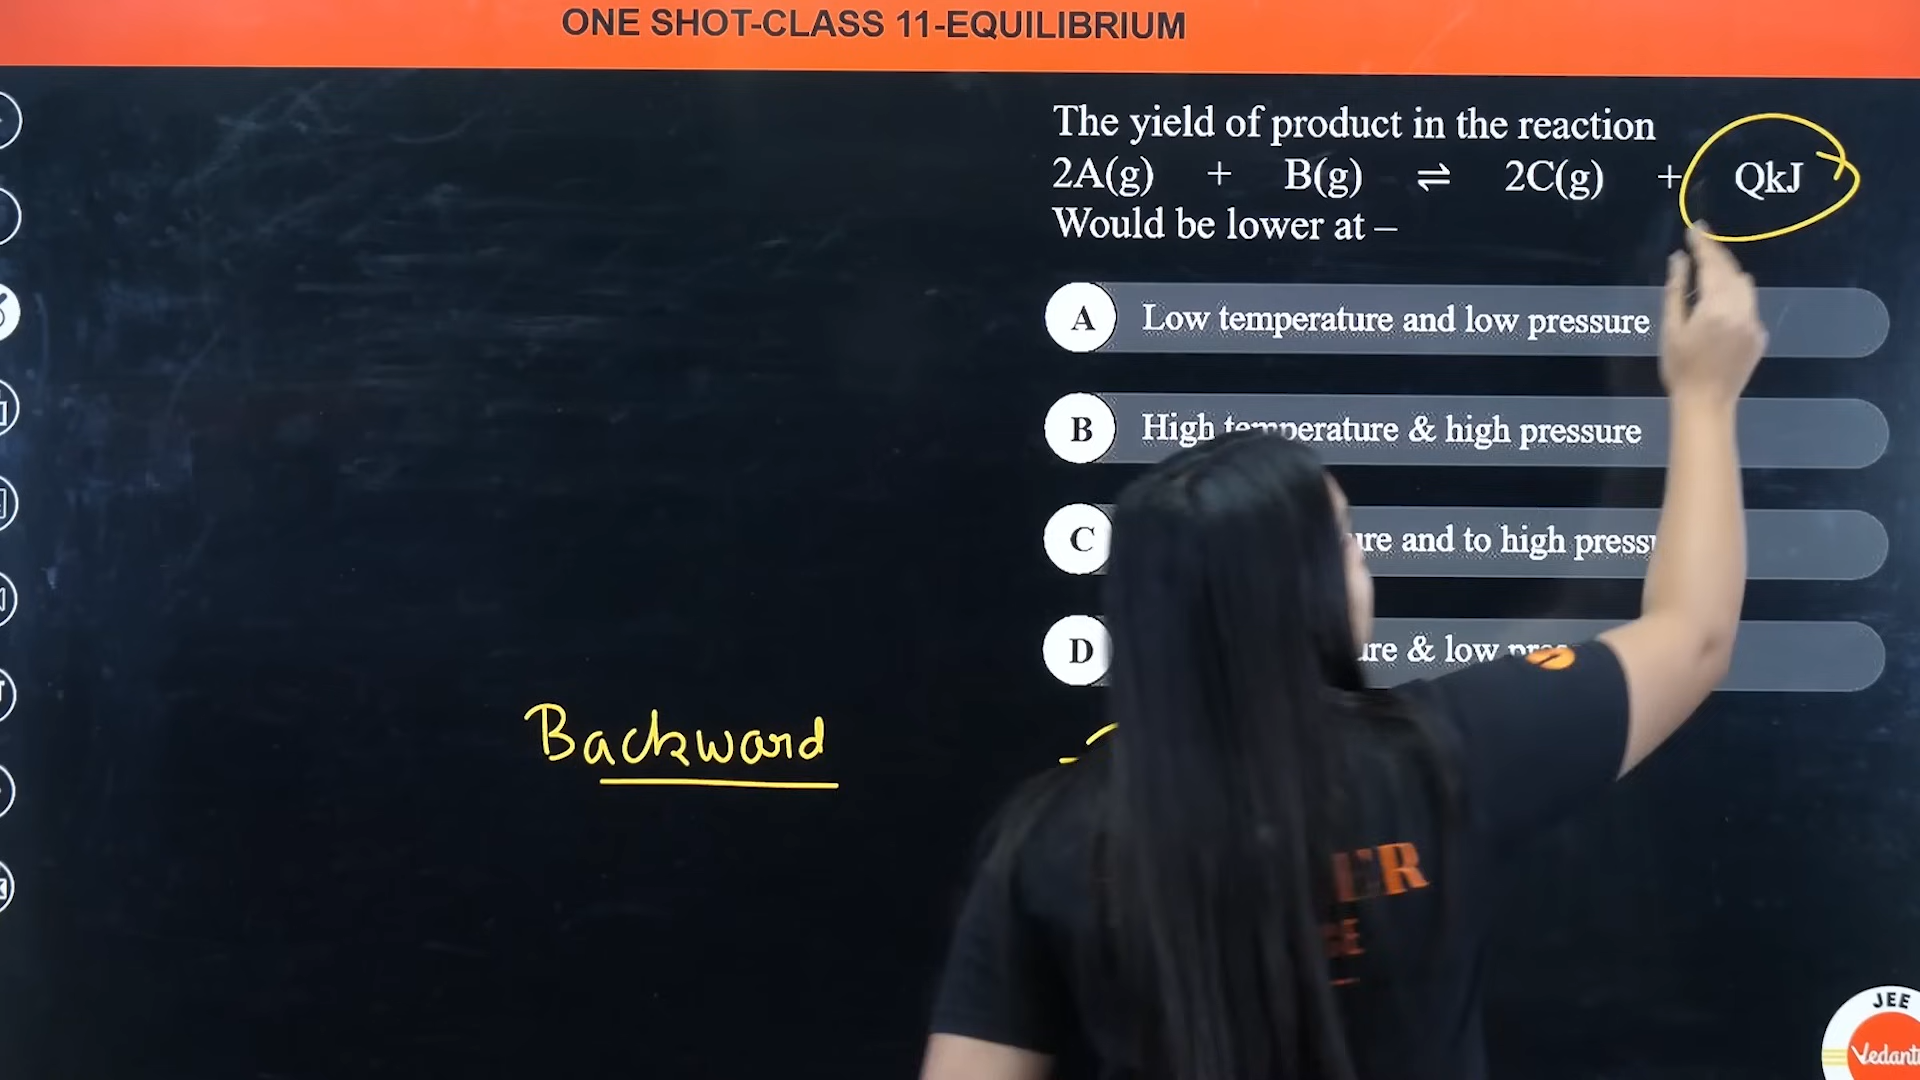 ONE SHOT-CLASS 11-EQUILIBRIUM
The yield of product in the reaction
2A(g) + B(g) ⇌ 2C(g) + QkJ
Would be lower at –
A Low temperature and low pressure
B High temperature & high pressure
C and to high
D & low
Backward
JEE